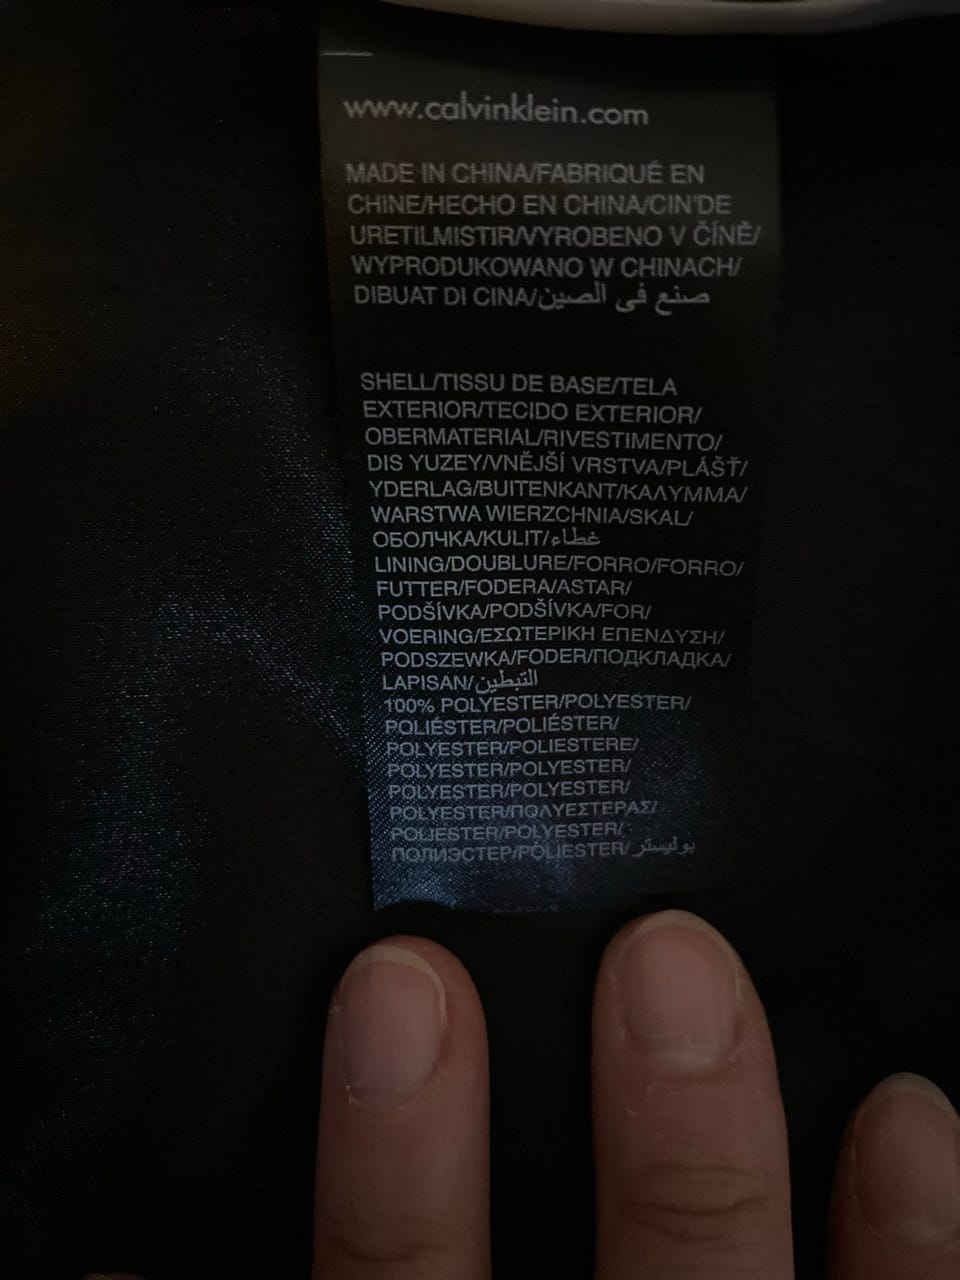 www.calvinklein.com
MADE IN CHINA/FABRIQUÉ EN
CHINE/HECHO EN CHINA/CIN'DE
URETILMISTIR/VYROBENO V ČÍNĚ/
WYPRODUKOWANO W CHINACH/
DIBUAT DI CINA/صنع في الصين
SHELL/TISSU DE BASE/TELA
EXTERIOR/TECIDO EXTERIOR/
OBERMATERIAL/RIVESTIMENTO/
DIS YUZEY/VNĚJŠÍ VRSTVA/PLÁŠŤ/
YDERLAG/BUITENKANT/ΚΑΛΥΜΜΑ/
WARSTWA WIERZCHNIA/SKAL/
ОБОЛЧКА/KULIT/غطاء
LINING/DOUBLURE/FORRO/FORRO/
FUTTER/FODERA/ASTAR/
PODŠÍVKA/PODŠÍVKA/FOR/
VOERING/ΕΣΩΤΕΡΙΚΗ ΕΠΕΝΔΥΣΗ/
PODSZEWKA/FODER/ПОДКЛАДКА/
LAPISAN/التبطين
100% POLYESTER/POLYESTER/
POLIÉSTER/POLIÉSTER/
POLYESTER/POLIESTERE/
POLYESTER/POLYESTER/
POLYESTER/POLYESTER/
POLYESTER/ΠΟΛΥΕΣΤΕΡΑΣ/
POLIESTER/POLYESTER/
ПОЛИЭСТЕР/POLIESTER/بوليستر